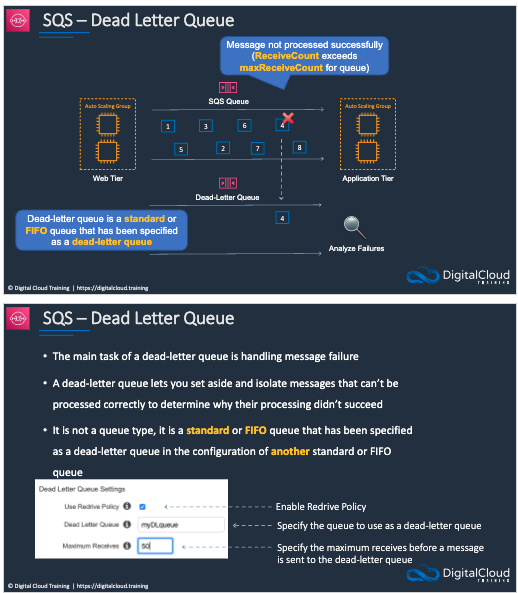 SQS – Dead Letter Queue
Message not processed successfully
(ReceiveCount exceeds
maxReceiveCount for queue)
SQS Queue
Auto Scaling Group
Auto Scaling Group
1
3
6
4
5
2
7
8
Web Tier
Application Tier
Dead-Letter Queue
4
Dead-letter queue is a standard or
FIFO queue that has been specified
as a dead-letter queue
Analyze Failures
DigitalCloud
TRAINING
© Digital Cloud Training | https://digitalcloud.training
SQS – Dead Letter Queue
• The main task of a dead-letter queue is handling message failure
• A dead-letter queue lets you set aside and isolate messages that can't be
processed correctly to determine why their processing didn't succeed
• It is not a queue type, it is a standard or FIFO queue that has been specified
as a dead-letter queue in the configuration of another standard or FIFO
queue
Dead Letter Queue Settings
Use Redrive Policy
Enable Redrive Policy
Dead Letter Queue myDLqueue
Specify the queue to use as a dead-letter queue
Maximum Receives 50
Specify the maximum receives before a message
is sent to the dead-letter queue
DigitalCloud
TRAINING
© Digital Cloud Training | https://digitalcloud.training